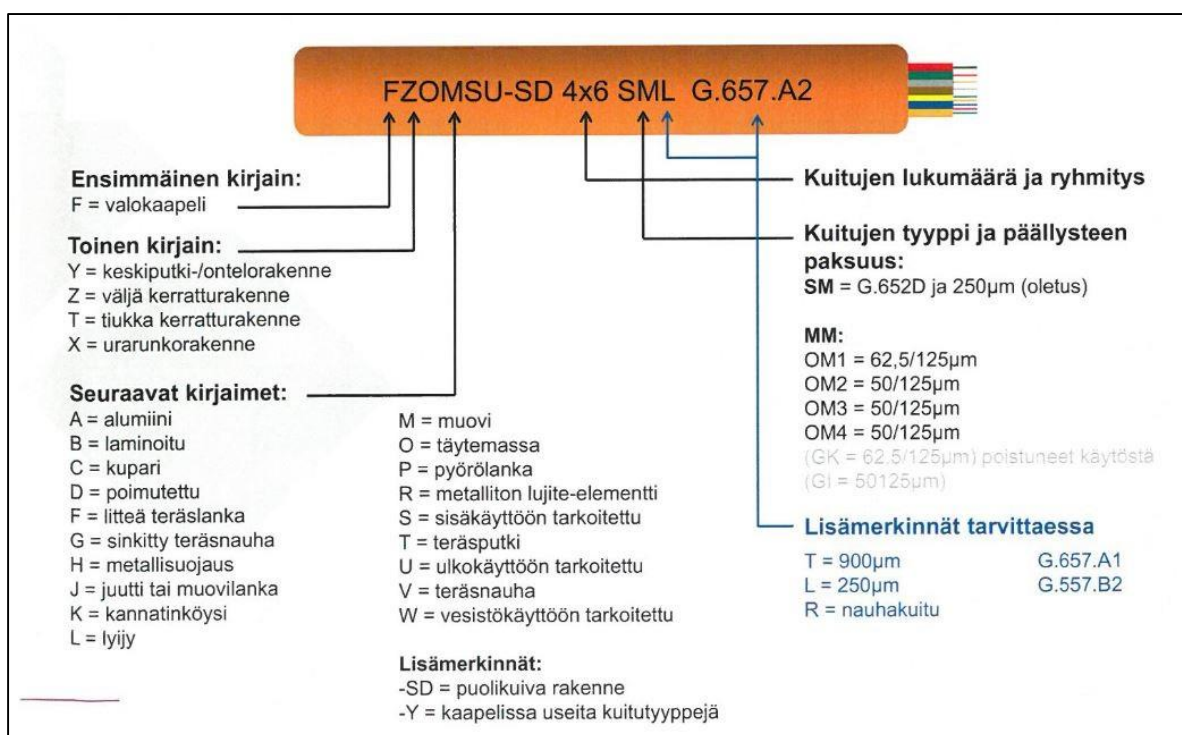 FZOMSU-SD 4x6 SML G.657.A2
Ensimmäinen kirjain:
F = valokaapeli
Toinen kirjain:
Y = keskiputki-/ontelorakenne
Z = väljä kerratturakenne
T = tiukka kerratturakenne
X = urarunkorakenne
Seuraavat kirjaimet:
A = alumiini
B = laminoitu
C = kupari
D = poimutettu
F = litteä teräslanka
G = sinkitty teräsnauha
H = metallisuojaus
J = juutti tai muovilanka
K = kannatinköysi
L = lyijy
M = muovi
O = täytemassa
P = pyörölanka
R = metalliton lujite-elementti
S = sisäkäyttöön tarkoitettu
T = teräsputki
U = ulkokäyttöön tarkoitettu
V = teräsnauha
W = vesistökäyttöön tarkoitettu
Lisämerkinnät:
-SD = puolikuiva rakenne
-Y = kaapelissa useita kuitutyyppejä
Kuitujen lukumäärä ja ryhmitys
Kuitujen tyyppi ja päällysteen
paksuus:
SM = G.652D ja 250µm (oletus)
MM:
OM1 = 62,5/125µm
OM2 = 50/125µm
OM3 = 50/125µm
OM4 = 50/125µm
(GK = 62.5/125µm) poistuneet käytöstä
(GI = 50125µm)
Lisämerkinnät tarvittaessa
T = 900µm G.657.A1
L = 250µm G.557.B2
R = nauhakuitu